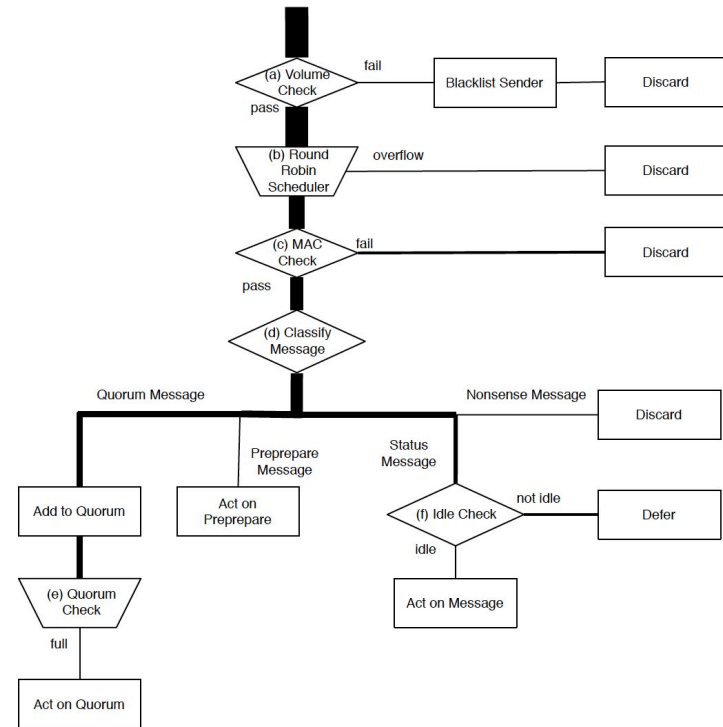 (a) Volume
Check
fail
Blacklist Sender
Discard
pass
(b) Round
Robin
Scheduler
overflow
Discard
(c) MAC
Check
fail
Discard
pass
(d) Classify
Message
Quorum Message
Nonsense Message
Discard
Preprepare
Message
Status
Message
Add to Quorum
Act on
Preprepare
(f) Idle Check
not idle
Defer
idle
(e) Quorum
Check
Act on Message
full
Act on Quorum